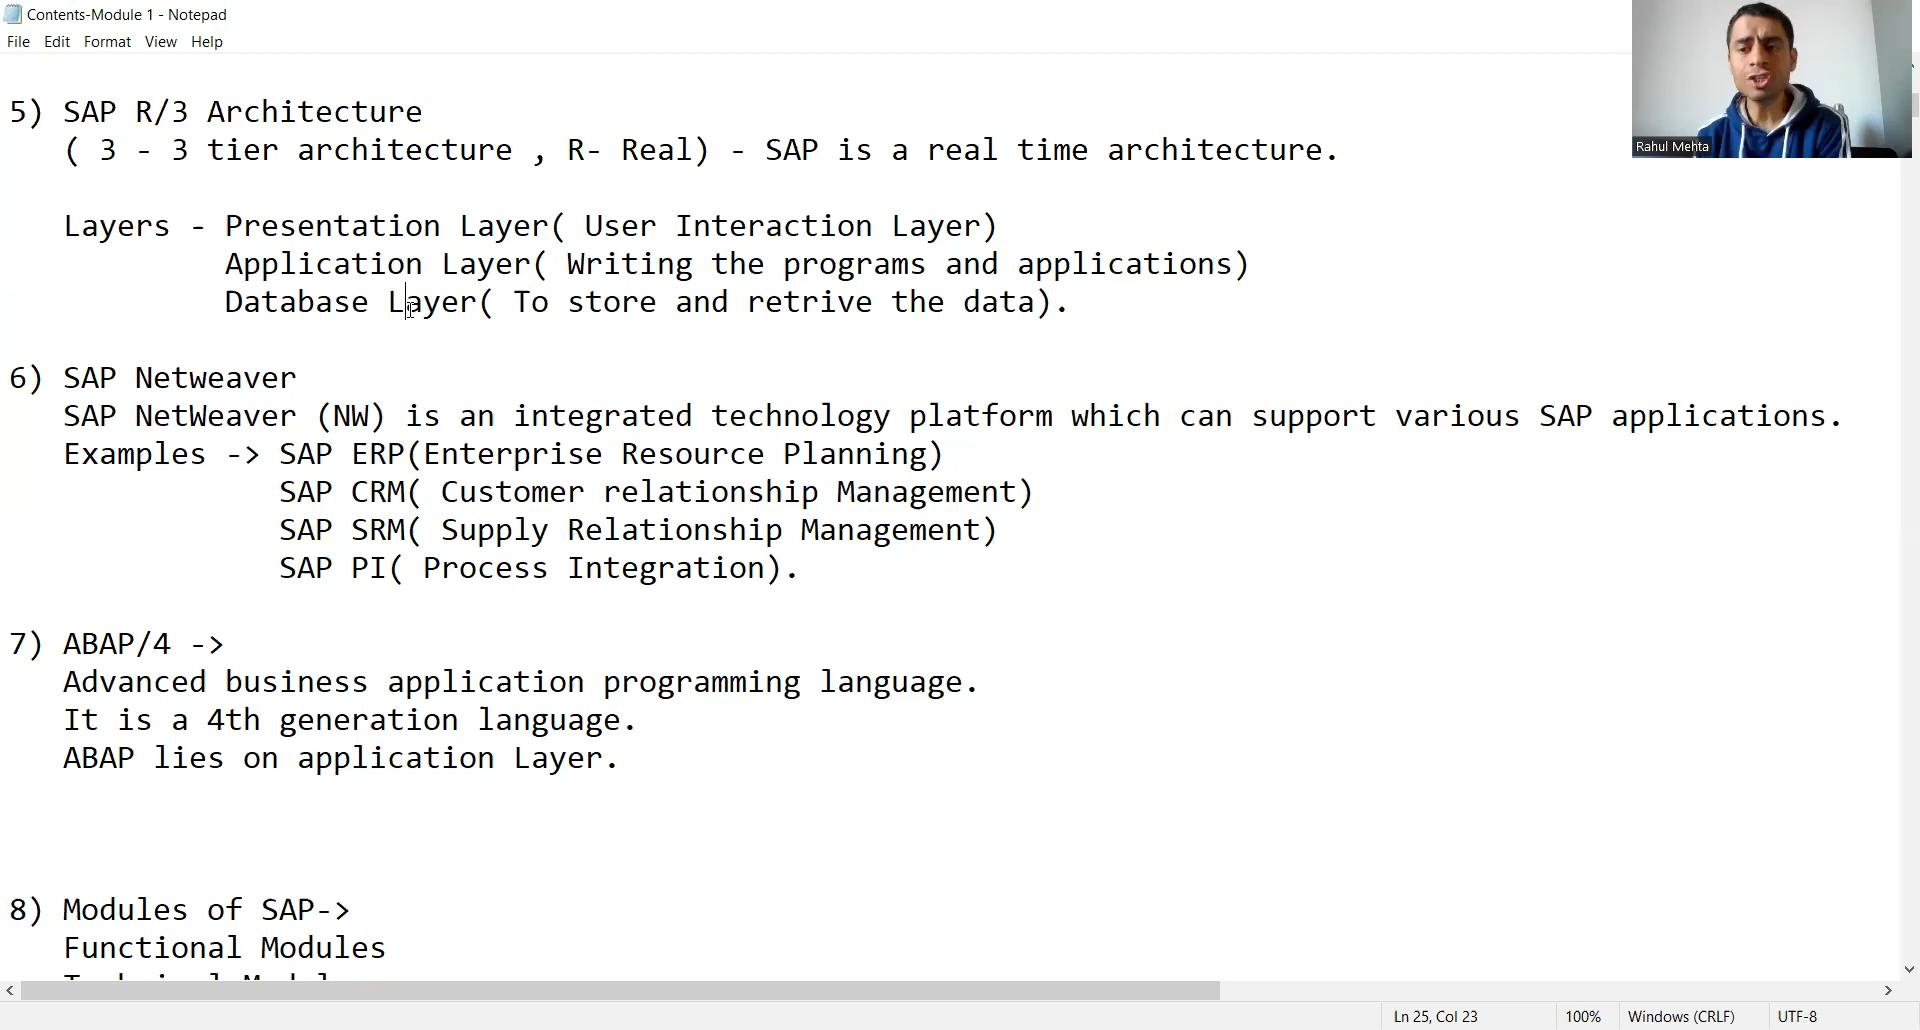 Contents-Module 1 - Notepad
File Edit Format View Help
Rahul Mehta
5) SAP R/3 Architecture
( 3 - 3 tier architecture , R- Real) - SAP is a real time architecture.
Layers - Presentation Layer( User Interaction Layer)
Application Layer( Writing the programs and applications)
Database Layer( To store and retrive the data).
6) SAP Netweaver
SAP NetWeaver (NW) is an integrated technology platform which can support various SAP applications.
Examples -> SAP ERP(Enterprise Resource Planning)
SAP CRM( Customer relationship Management)
SAP SRM( Supply Relationship Management)
SAP PI( Process Integration).
7) ABAP/4 ->
Advanced business application programming language.
It is a 4th generation language.
ABAP lies on application Layer.
8) Modules of SAP->
Functional Modules
Ln 25, Col 23 100% Windows (CRLF) UTF-8